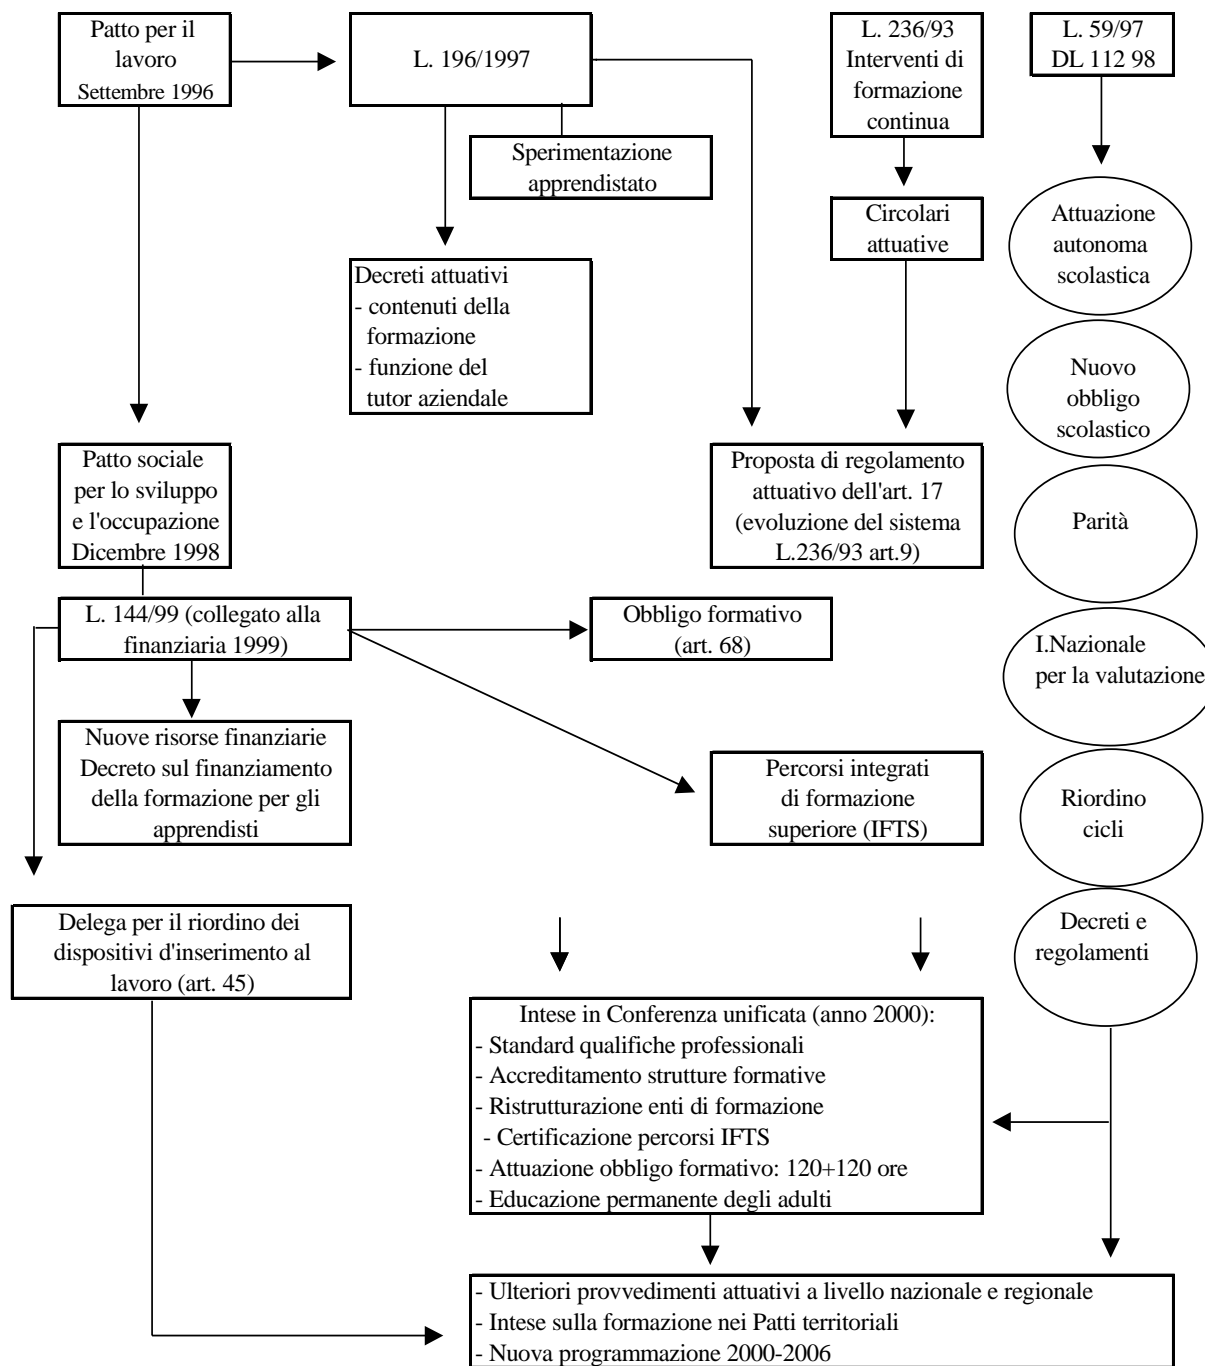 Patto per il
lavoro
Settembre 1996
L. 196/1997
L. 236/93
Interventi di
formazione
continua
L. 59/97
DL 112 98
Sperimentazione
apprendistato
Circolari
attuative
Attuazione
autonoma
scolastica
Decreti attuativi
- contenuti della
formazione
- funzione del
tutor aziendale
Nuovo
obbligo
scolastico
Patto sociale
per lo sviluppo
e l'occupazione
Dicembre 1998
Proposta di regolamento
attuativo dell'art. 17
(evoluzione del sistema
L.236/93 art.9)
Parità
L. 144/99 (collegato alla
finanziaria 1999)
Obbligo formativo
(art. 68)
I.Nazionale
per la valutazione
Nuove risorse finanziarie
Decreto sul finanziamento
della formazione per gli
apprendisti
Percorsi integrati
di formazione
superiore (IFTS)
Riordino
cicli
Delega per il riordino dei
dispositivi d'inserimento al
lavoro (art. 45)
Decreti e
regolamenti
Intese in Conferenza unificata (anno 2000):
- Standard qualifiche professionali
- Accreditamento strutture formative
- Ristrutturazione enti di formazione
- Certificazione percorsi IFTS
- Attuazione obbligo formativo: 120+120 ore
- Educazione permanente degli adulti
- Ulteriori provvedimenti attuativi a livello nazionale e regionale
- Intese sulla formazione nei Patti territoriali
- Nuova programmazione 2000-2006